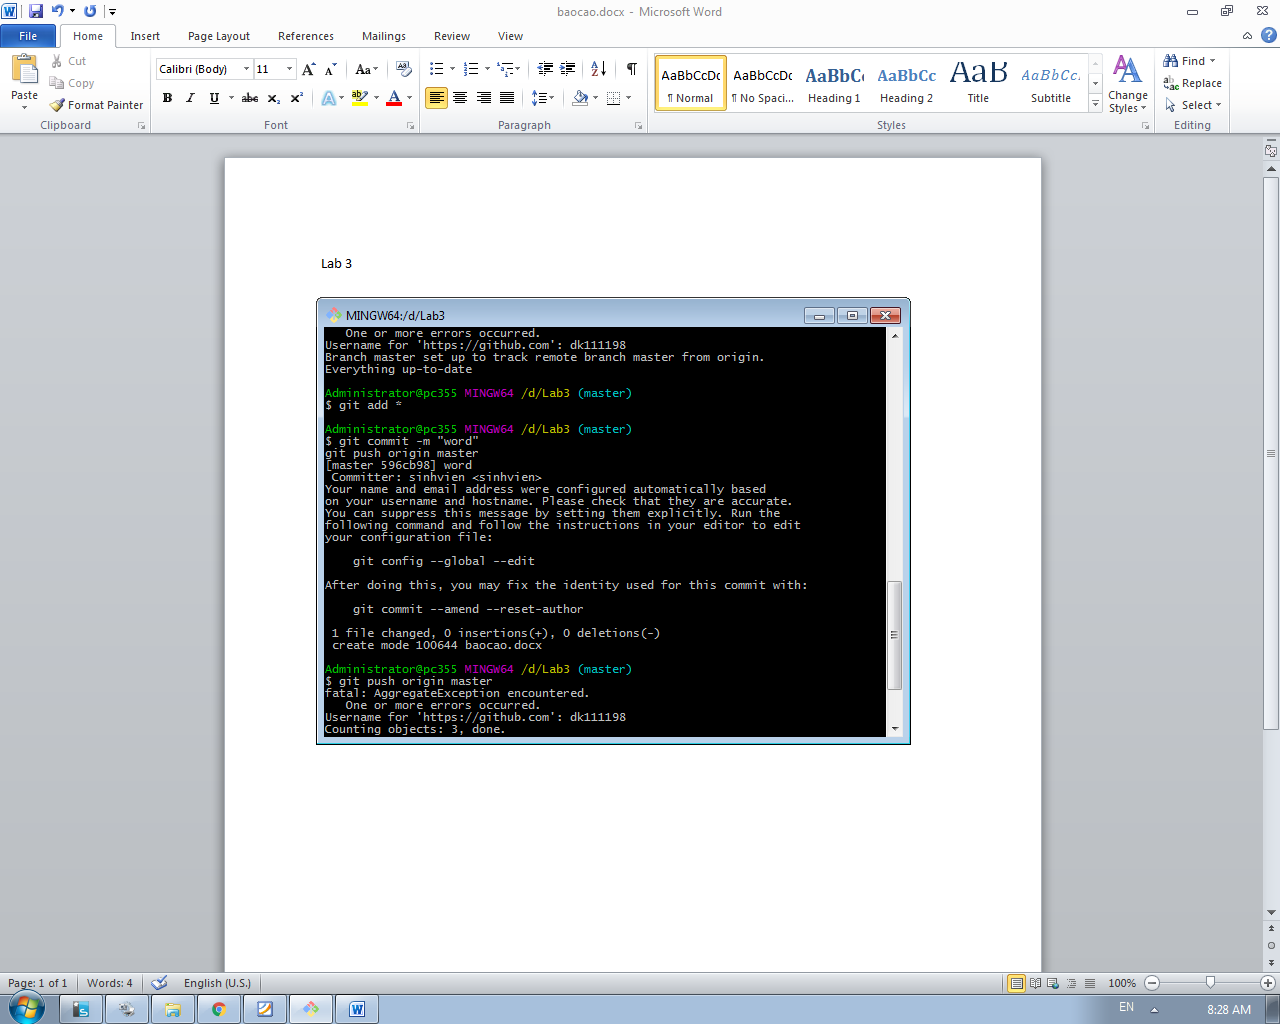 baocao.docx - Microsoft Word
File Home Insert Page Layout References Mailings Review View
Paste
Cut
Copy
Format Painter
Clipboard
Calibri (Body) 11
Font
Paragraph
AaBbCcDc AaBbCcDc AaBbCc AaBbCc AaB AaBbCc.
¶ Normal ¶ No Spaci... Heading 1 Heading 2 Title Subtitle
Change Styles
Styles
Find
Replace
Select
Editing
Lab 3
MINGW64:/d/Lab3
One or more errors occurred.
Username for 'https://github.com': dk111198
Branch master set up to track remote branch master from origin.
Everything up-to-date
Administrator@pc355 MINGW64 /d/Lab3 (master)
$ git add *
Administrator@pc355 MINGW64 /d/Lab3 (master)
$ git commit -m "word"
git push origin master
[master 596cb98] word
Committer: sinhvien <sinhvien>
Your name and email address were configured automatically based
on your username and hostname. Please check that they are accurate.
You can suppress this message by setting them explicitly. Run the
following command and follow the instructions in your editor to edit
your configuration file:
git config --global --edit
After doing this, you may fix the identity used for this commit with:
git commit --amend --reset-author
1 file changed, 0 insertions(+), 0 deletions(-)
create mode 100644 baocao.docx
Administrator@pc355 MINGW64 /d/Lab3 (master)
$ git push origin master
fatal: AggregateException encountered.
One or more errors occurred.
Username for 'https://github.com': dk111198
Counting objects: 3, done.
Page: 1 of 1 Words: 4 English (U.S.) 100%
EN 8:28 AM